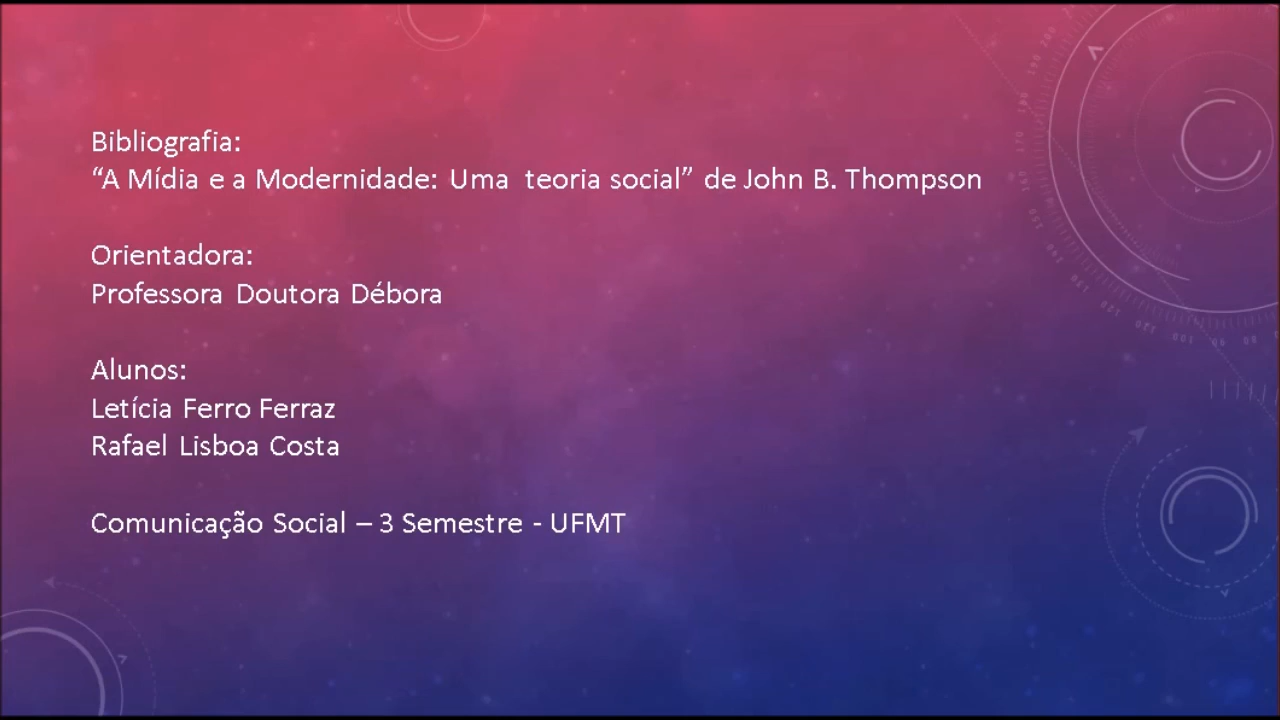 Bibliografia:
“A Mídia e a Modernidade: Uma teoria social” de John B. Thompson
Orientadora:
Professora Doutora Débora
Alunos:
Letícia Ferro Ferraz
Rafael Lisboa Costa
Comunicação Social – 3 Semestre - UFMT